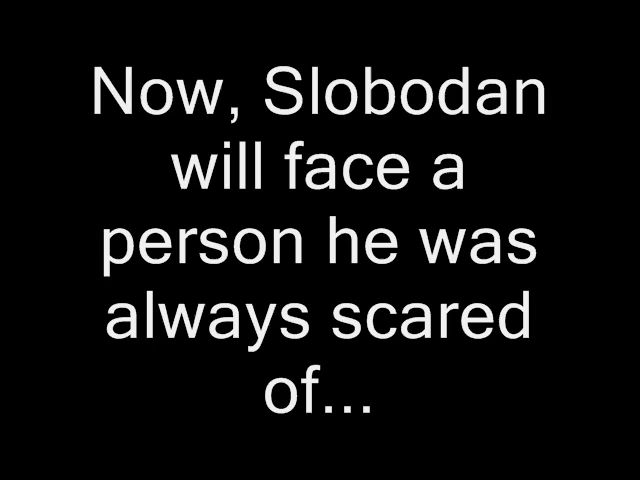 Now, Slobodan
will face a
person he was
always scared
of...